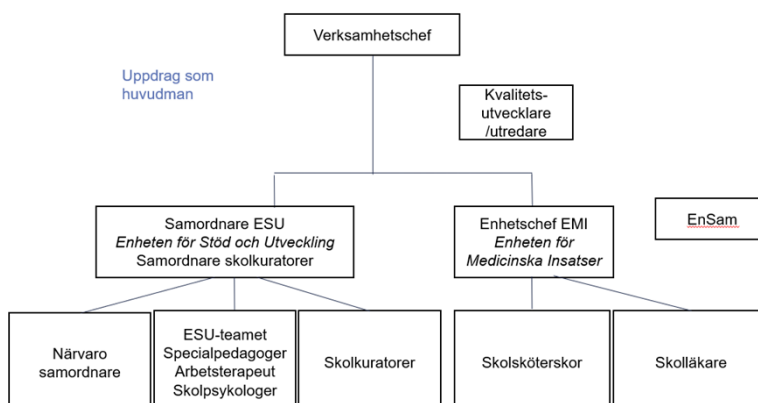 Verksamhetschef
Uppdrag som
huvudman
Kvalitets-
utvecklare
/utredare
Samordnare ESU
Enheten för Stöd och Utveckling
Samordnare skolkuratorer
Enhetschef EMI
Enheten för
Medicinska Insatser
EnSam
Närvaro
samordnare
ESU-teamet
Specialpedagoger
Arbetsterapeut
Skolpsykologer
Skolkuratorer
Skolsköterskor
Skolläkare